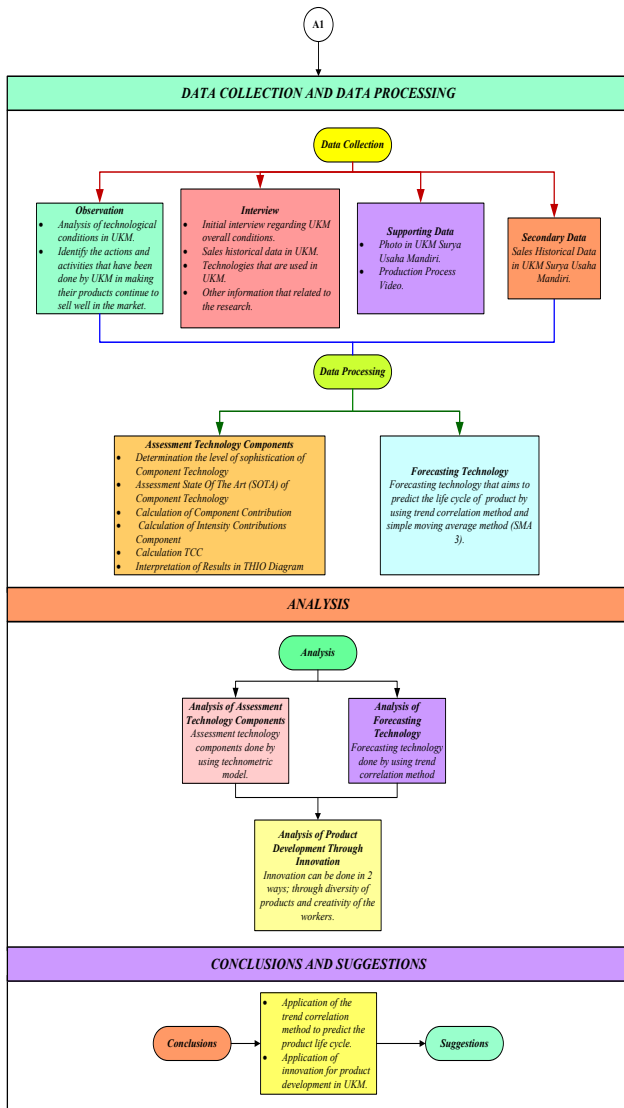 A1
DATA COLLECTION AND DATA PROCESSING
Data Collection
Observation
• Analysis of technological
conditions in UKM.
• Identify the actions and
activities that have been
done by UKM in making
their products continue to
sell well in the market.
Interview
• Initial interview regarding UKM
overall conditions.
• Sales historical data in UKM.
• Technologies that are used in
UKM.
• Other information that related to
the research.
Supporting Data
• Photo in UKM Surya
Usaha Mandiri.
• Production Process
Video.
Secondary Data
Sales Historical Data
in UKM Surya Usaha
Mandiri.
Data Processing
Assessment Technology Components
• Determination the level of sophistication of
Component Technology
• Assessment State Of The Art (SOTA) of
Component Technology
• Calculation of Component Contribution
• Calculation of Intensity Contributions
Component
• Calculation TCC
• Interpretation of Results in THIO Diagram
Forecasting Technology
Forecasting technology that aims to
predict the life cycle of product by
using trend correlation method and
simple moving average method (SMA
3).
ANALYSIS
Analysis
Analysis of Assessment
Technology Components
Assessment technology
components done by
using technometric
model.
Analysis of
Forecasting
Technology
Forecasting technology
done by using trend
correlation method
Analysis of Product
Development Through
Innovation
Innovation can be done in 2
ways; through diversity of
products and creativity of the
workers.
CONCLUSIONS AND SUGGESTIONS
Conclusions
• Application of the
trend correlation
method to predict the
product life cycle.
• Application of
innovation for product
development in UKM.
Suggestions